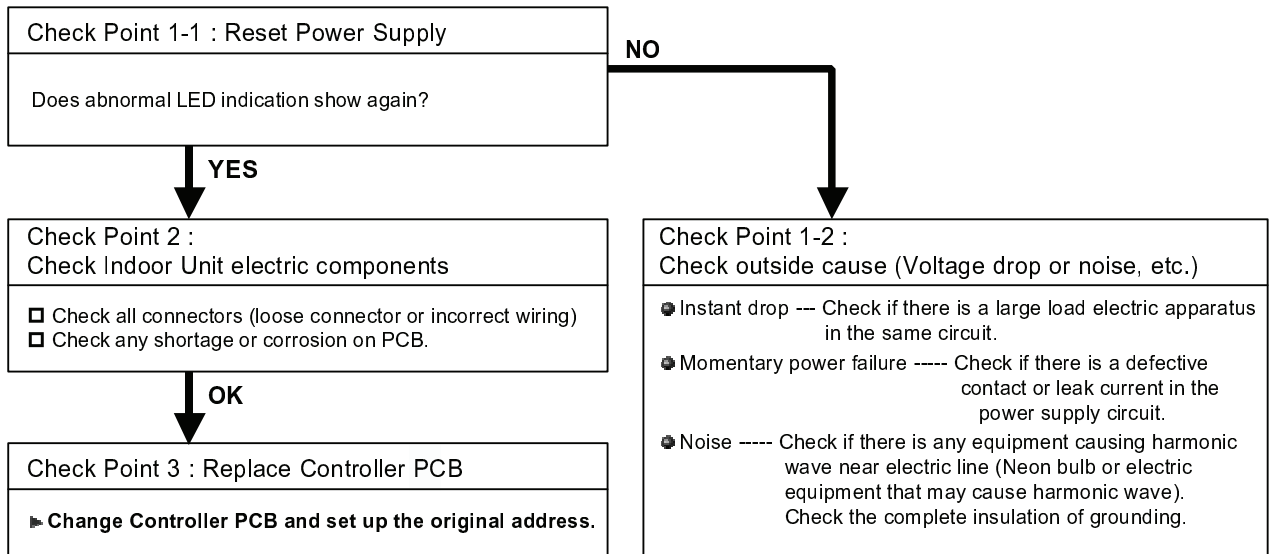 Check Point 1-1 : Reset Power Supply
Does abnormal LED indication show again?
NO
YES
Check Point 2 :
Check Indoor Unit electric components
Check all connectors (loose connector or incorrect wiring)
Check any shortage or corrosion on PCB.
OK
Check Point 3 : Replace Controller PCB
Change Controller PCB and set up the original address.
Check Point 1-2 :
Check outside cause (Voltage drop or noise, etc.)
Instant drop --- Check if there is a large load electric apparatus
in the same circuit.
Momentary power failure ----- Check if there is a defective
contact or leak current in the
power supply circuit.
Noise ----- Check if there is any equipment causing harmonic
wave near electric line (Neon bulb or electric
equipment that may cause harmonic wave).
Check the complete insulation of grounding.